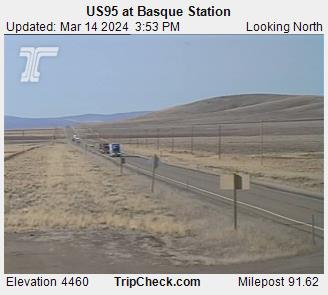 US95 at Basque Station
Updated: Mar 14 2024 3:53 PM Looking North
Elevation 4460 TripCheck.com Milepost 91.62